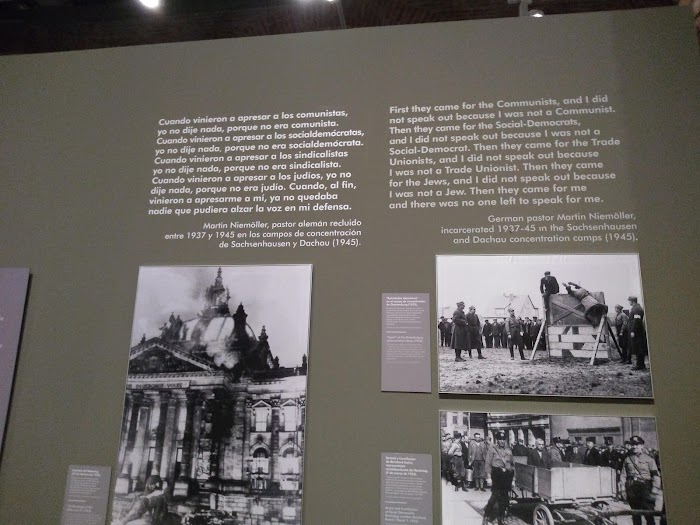 Cuando vinieron a apresar a los comunistas,
yo no dije nada, porque no era comunista.
Cuando vinieron a apresar a los socialdemócratas,
yo no dije nada, porque no era socialdemócrata.
Cuando vinieron a apresar a los sindicalistas
yo no dije nada, porque no era sindicalista.
Cuando vinieron a apresar a los judíos, yo no
dije nada, porque no era judío. Cuando, al fin,
vinieron a apresarme a mí, ya no quedaba
nadie que pudiera alzar la voz en mi defensa.
Martin Niemöller, pastor alemán recluido
entre 1937 y 1945 en los campos de concentración
de Sachsenhausen y Dachau (1945).
First they came for the Communists, and I did
not speak out because I was not a Communist.
Then they came for the Social-Democrats,
and I did not speak out because I was not a
Social-Democrat. Then they came for the Trade
Unionists, and I did not speak out because
I was not a Trade Unionist. Then they came
for the Jews, and I did not speak out because
I was not a Jew. Then they came for me
and there was no one left to speak for me.
German pastor Martin Niemöller,
incarcerated 1937-45 in the Sachsenhausen
and Dachau concentration camps (1945).